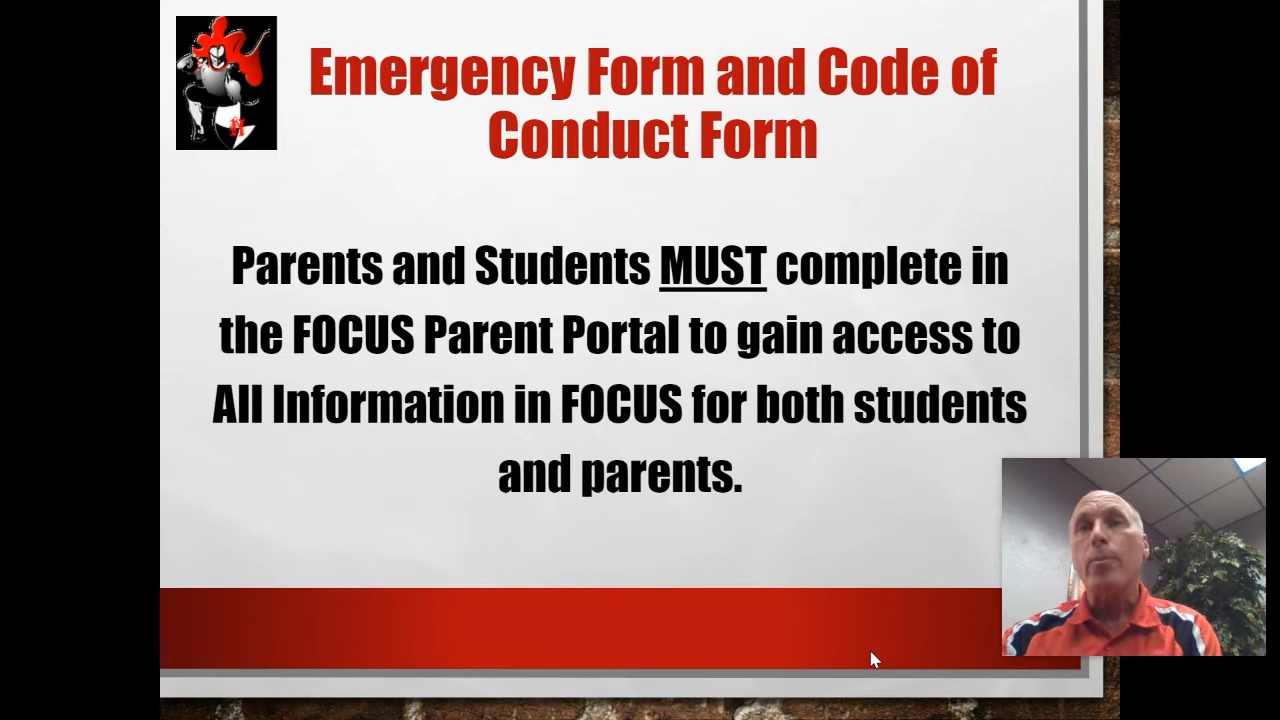 Emergency Form and Code of
Conduct Form
Parents and Students MUST complete in
the FOCUS Parent Portal to gain access to
All Information in FOCUS for both students
and parents.